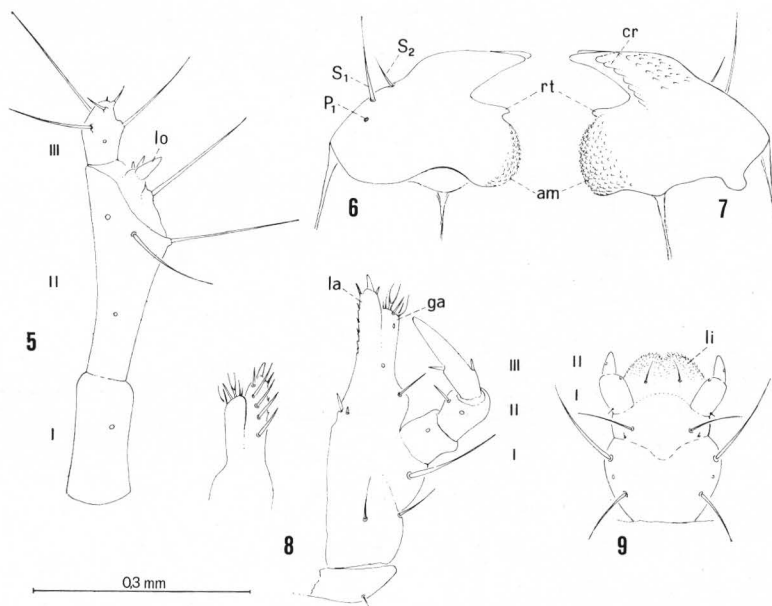 5
III
II
I
lo
6
S₁
S₂
P₁
rt
am
7
cr
8
la
ga
III
II
I
9
II
I
li
0,3 mm